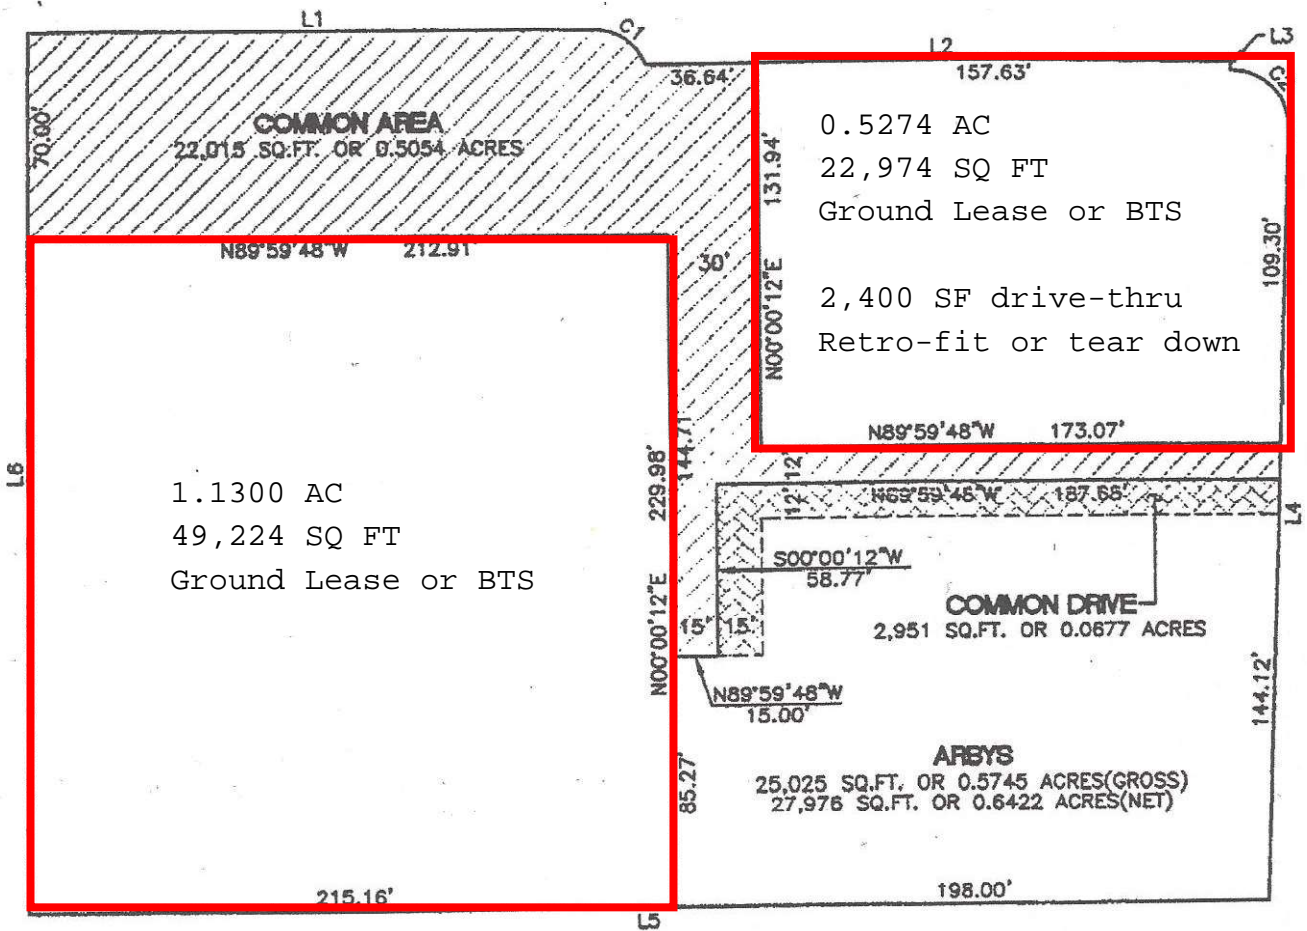 L1
C1
L2
L3
36.64'
157.63'
C2
70.00'
COMMON AREA
22,015 SQ.FT. OR 0.5054 ACRES
131.94'
N00°00'12"E
0.5274 AC
22,974 SQ FT
Ground Lease or BTS
2,400 SF drive-thru
Retro-fit or tear down
109.30'
N89°59'48"W 212.91'
30'
N89°59'48"W 173.07'
L6
1.1300 AC
49,224 SQ FT
Ground Lease or BTS
229.98'
N00°00'12"E
144.71'
12' 12'
N89°59'48"W 187.68'
L4
S00°00'12"W
58.77'
COMMON DRIVE
2,951 SQ.FT. OR 0.0677 ACRES
15' 15'
N89°59'48"W
15.00'
144.12'
ARBYS
25,025 SQ.FT. OR 0.5745 ACRES(GROSS)
27,976 SQ.FT. OR 0.6422 ACRES(NET)
85.27'
215.16'
198.00'
L5